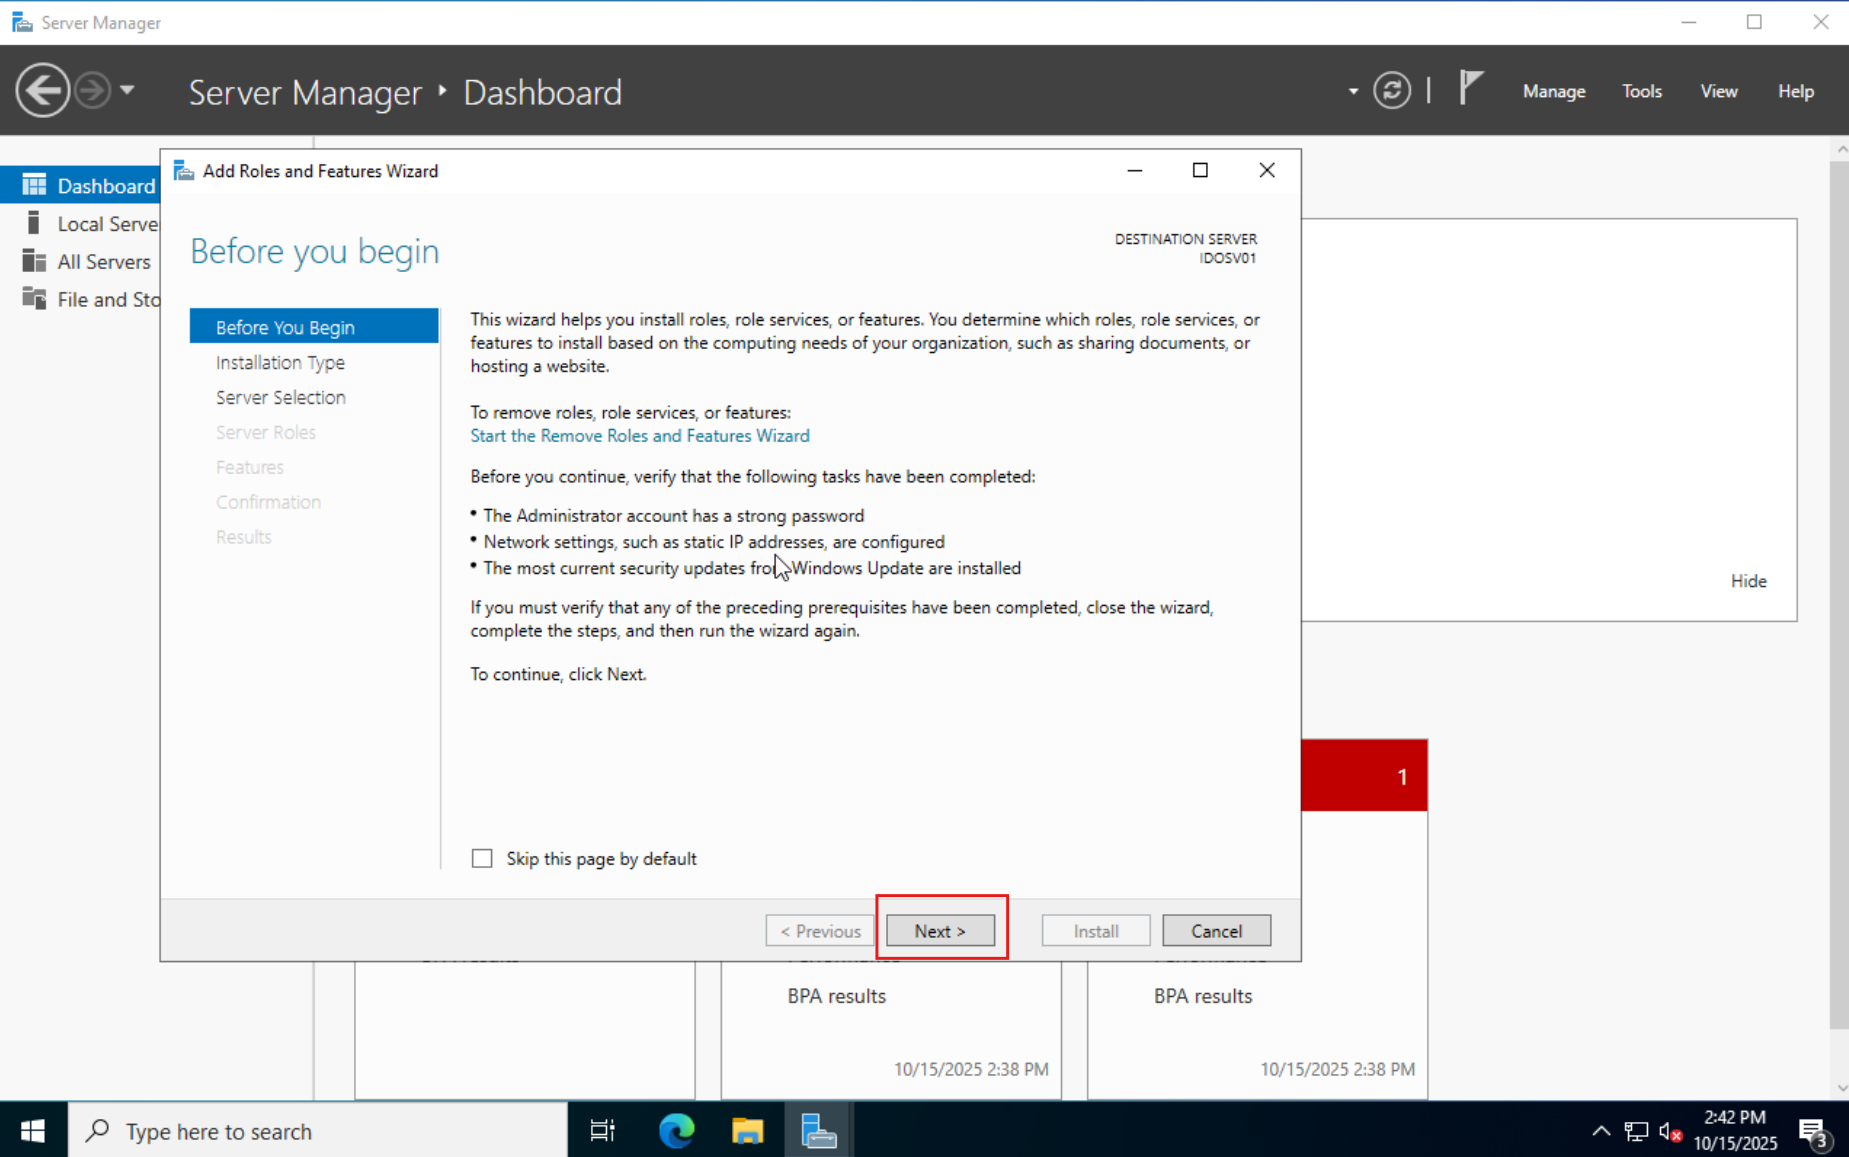 Server Manager
Server Manager
Dashboard
Manage
Tools
View
Help
Dashboard
Local Serve
All Servers
File and Sto
Add Roles and Features Wizard
Before you begin
DESTINATION SERVER
IDOSV01
Before You Begin
Installation Type
Server Selection
Server Roles
Features
Confirmation
Results
This wizard helps you install roles, role services, or features. You determine which roles, role services, or
features to install based on the computing needs of your organization, such as sharing documents, or
hosting a website.
To remove roles, role services, or features:
Start the Remove Roles and Features Wizard
Before you continue, verify that the following tasks have been completed:
• The Administrator account has a strong password
• Network settings, such as static IP addresses, are configured
• The most current security updates from Windows Update are installed
If you must verify that any of the preceding prerequisites have been completed, close the wizard,
complete the steps, and then run the wizard again.
To continue, click Next.
Skip this page by default
< Previous
Next >
Install
Cancel
Hide
1
BPA results
10/15/2025 2:38 PM
BPA results
10/15/2025 2:38 PM
Type here to search
2:42 PM
10/15/2025
3